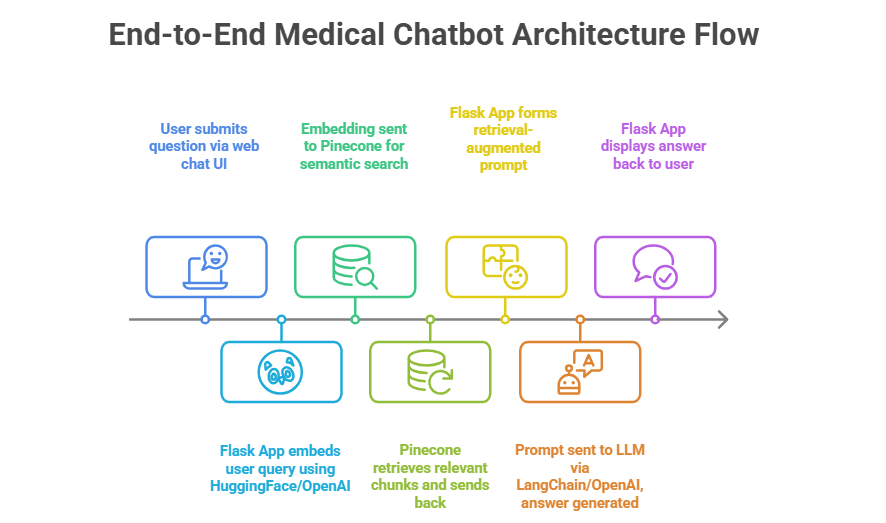 End-to-End Medical Chatbot Architecture Flow
User submits
question via web
chat UI
Embedding sent
to Pinecone for
semantic search
Flask App forms
retrieval-
augmented
prompt
Flask App
displays answer
back to user
A
Flask App embeds
user query using
HuggingFace/OpenAI
Pinecone
retrieves relevant
chunks and sends
back
Prompt sent to LLM
via
LangChain/OpenAI,
answer generated